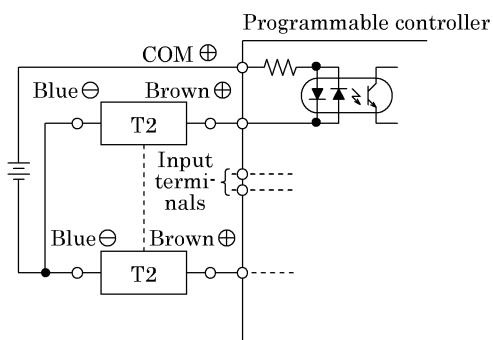 Programmable controller
COM ⊕
Blue ⊖ Brown ⊕
T2
Input
termi-
nals
Blue ⊖ Brown ⊕
T2